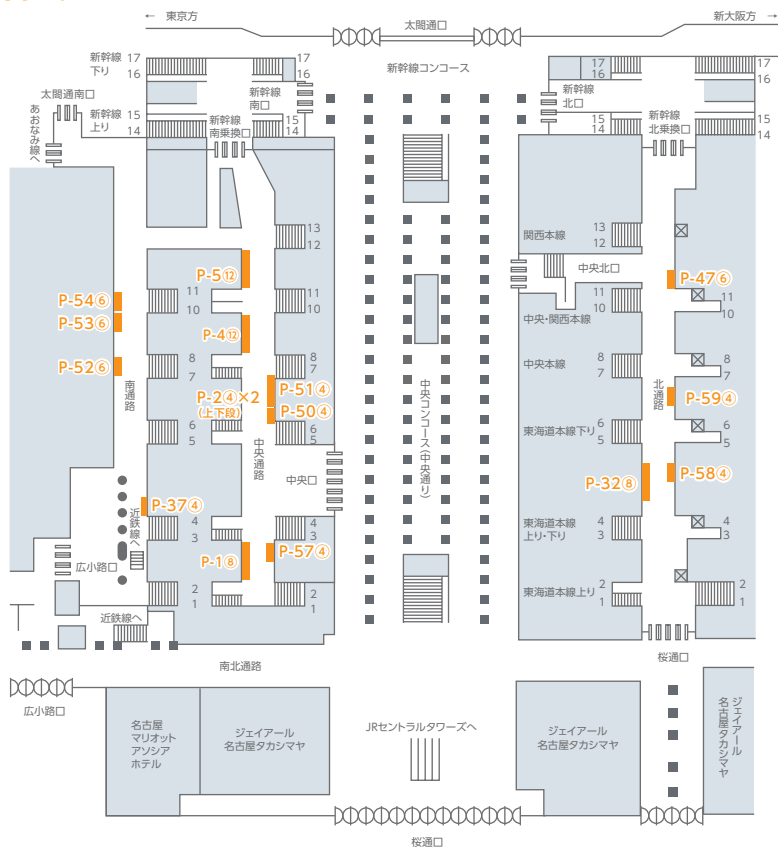 ← 東京方
太閤通口
新大阪方 →
新幹線
下り
17
16
17
16
新幹線コンコース
17
16
17
16
太閤通南口
新幹線
南口
新幹線
北口
あおなみ線へ
新幹線
上り
15
14
新幹線
南乗換口
15
14
15
14
新幹線
北乗換口
15
14
13
12
関西本線
13
12
中央北口
P-5⑫
P-47⑥
P-54⑥
P-53⑥
11
10
P-4⑫
11
10
中央・関西本線
11
10
11
10
P-52⑥
8
7
8
7
中央本線
8
7
8
7
南通路
P-2④×2
(上下段)
P-51④
P-50④
中央コンコース(中央通り)
北通路
P-59④
6
5
中央通路
6
5
東海道本線下り
6
5
6
5
中央口
P-32⑧
P-58④
P-37④
近鉄線へ
4
3
4
3
東海道本線
上り・下り
4
3
4
3
広小路口
P-1⑧
P-57④
2
1
2
1
東海道本線上り
2
1
2
1
近鉄線へ
南北通路
桜通口
広小路口
名古屋
マリオット
アソシア
ホテル
ジェイアール
名古屋タカシマヤ
JRセントラルタワーズへ
ジェイアール
名古屋タカシマヤ
ジェイアール
名古屋タカシマヤ
桜通口